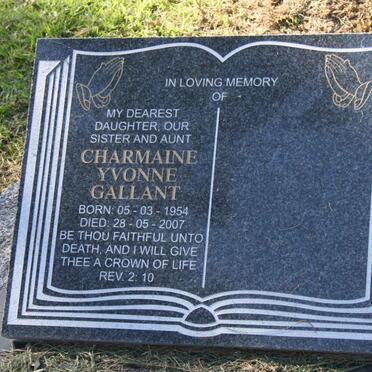 IN LOVING MEMORY
OF
MY DEAREST
DAUGHTER, OUR
SISTER AND AUNT
CHARMAINE
YVONNE
GALLANT
BORN: 05 - 03 - 1954
DIED: 28 - 05 - 2007
BE THOU FAITHFUL UNTO
DEATH, AND I WILL GIVE
THEE A CROWN OF LIFE
REV. 2: 10